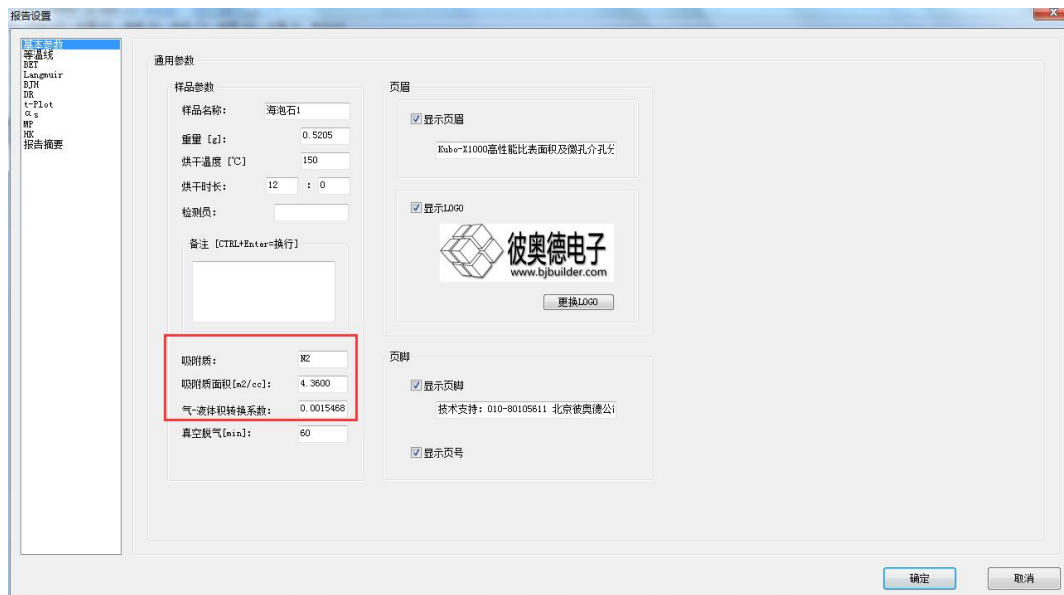 报告设置
基本参数
等温线
BET
Langmuir
BJH
DR
t-Plot
αs
MP
HK
报告摘要
通用参数
样品参数
样品名称: 海泡石1
重量 [g]: 0.5205
烘干温度 [℃] 150
烘干时长: 12 : 0
检测员:
备注 [CTRL+Enter=换行]
吸附质: N2
吸附质面积[m2/cc]: 4.3600
气-液体积转换系数: 0.0015468
真空脱气[min]: 60
页眉
显示页眉
Kubo-X1000高性能比表面积及微孔介孔分
显示LOGO
彼奥德电子
www.bjbuilder.com
更换LOGO
页脚
显示页脚
技术支持: 010-80105611 北京彼奥德公
显示页号
确定
取消